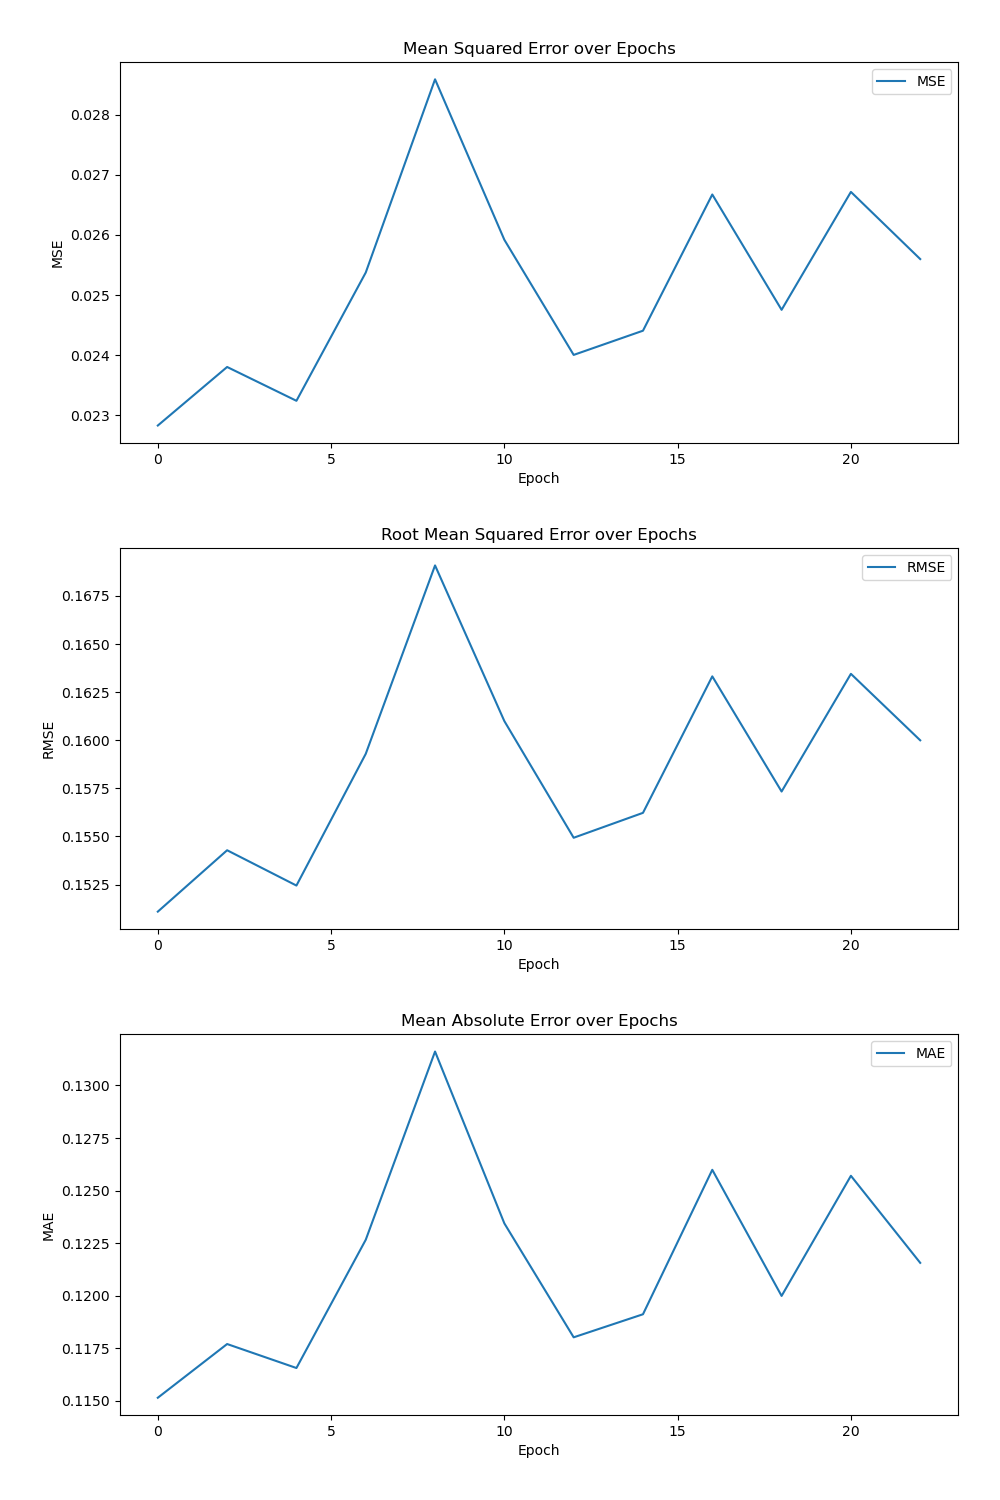 Mean Squared Error over Epochs
MSE
0.028
0.027
0.026
0.025
0.024
0.023
MSE
0 5 10 15 20
Epoch
Root Mean Squared Error over Epochs
RMSE
0.1675
0.1650
0.1625
0.1600
0.1575
0.1550
0.1525
RMSE
0 5 10 15 20
Epoch
Mean Absolute Error over Epochs
MAE
0.1300
0.1275
0.1250
0.1225
0.1200
0.1175
0.1150
MAE
0 5 10 15 20
Epoch